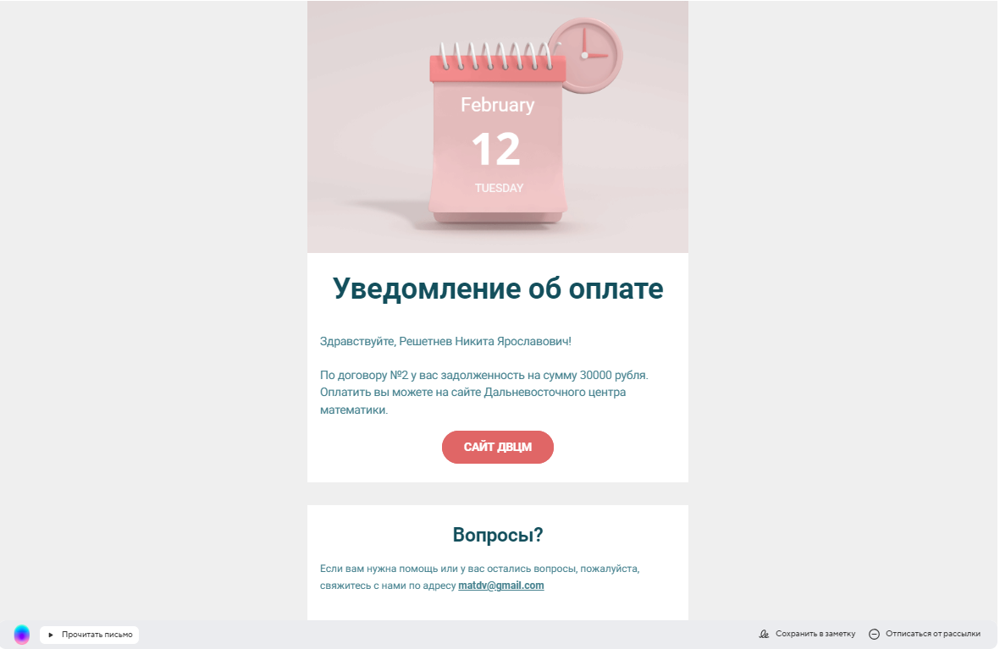 February
12
TUESDAY
Уведомление об оплате
Здравствуйте, Решетнев Никита Ярославович!
По договору №2 у вас задолженность на сумму 30000 рубля.
Оплатить вы можете на сайте Дальневосточного центра
математики.
САЙТ ДВЦМ
Вопросы?
Если вам нужна помощь или у вас остались вопросы, пожалуйста,
свяжитесь с нами по адресу matdv@gmail.com
Прочитать письмо
Сохранить в заметку
Отписаться от рассылки